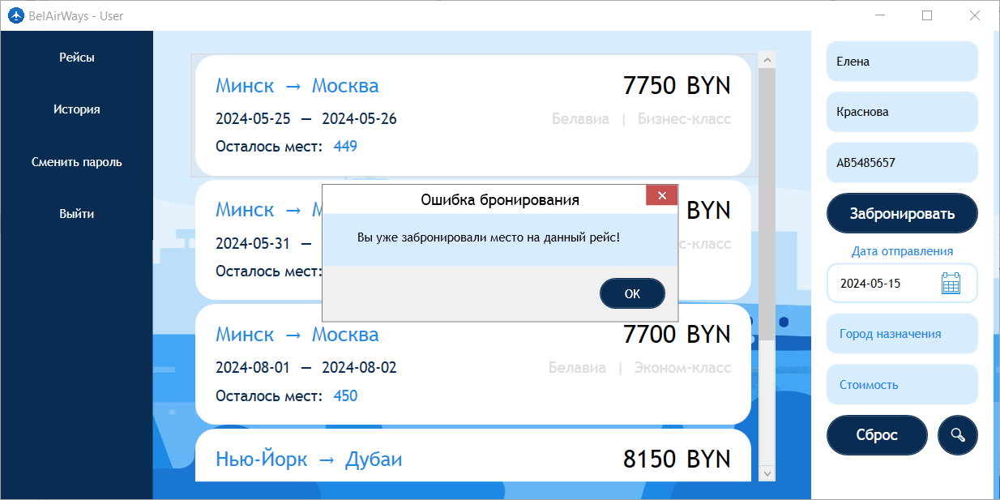 BelAirWays - User
Рейсы
История
Сменить пароль
Выйти
Минск → Москва
7750 BYN
2024-05-25 — 2024-05-26
Белавиа | Бизнес-класс
Осталось мест: 449
Минск →
BYN
2024-05-31 —
с-класс
Осталось мест:
Ошибка бронирования
Вы уже забронировали место на данный рейс!
OK
Минск → Москва
7700 BYN
2024-08-01 — 2024-08-02
Белавиа | Эконом-класс
Осталось мест: 450
Нью-Йорк → Дубаи
8150 BYN
Елена
Краснова
AB5485657
Забронировать
Дата отправления
2024-05-15
Город назначения
Стоимость
Сброс